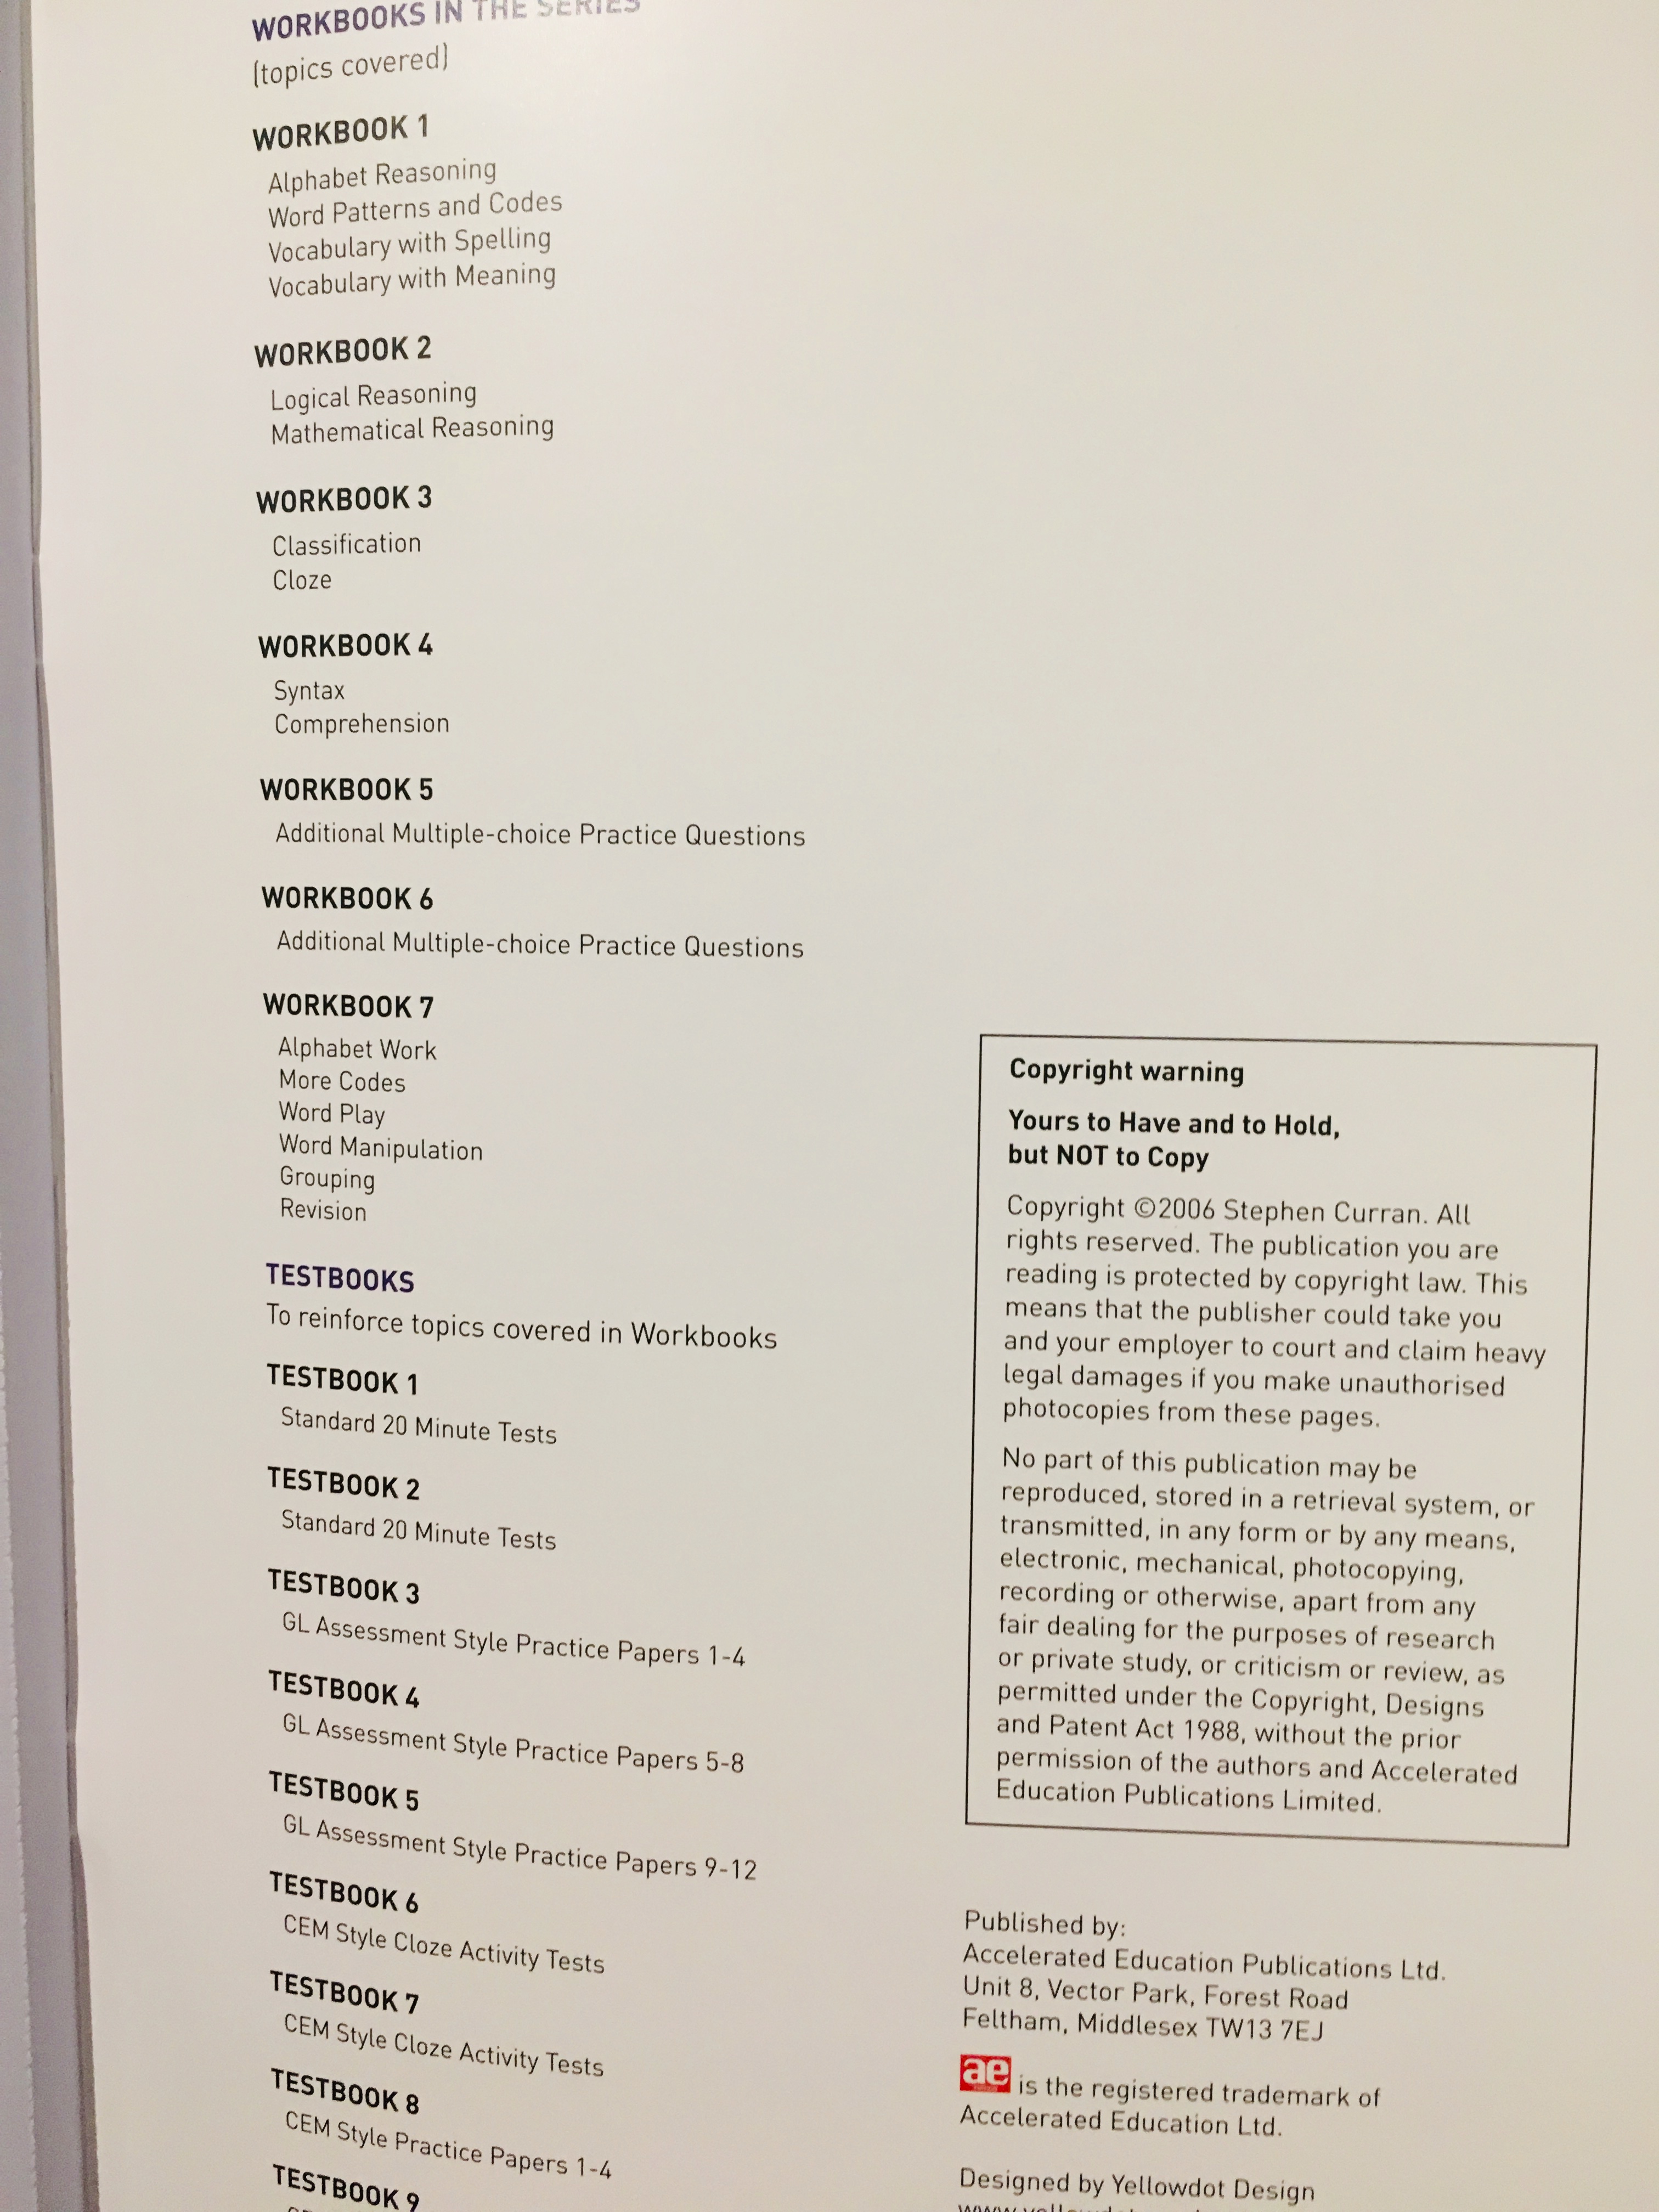 WORKBOOKS IN THE SERIES
(topics covered)
WORKBOOK 1
Alphabet Reasoning
Word Patterns and Codes
Vocabulary with Spelling
Vocabulary with Meaning
WORKBOOK 2
Logical Reasoning
Mathematical Reasoning
WORKBOOK 3
Classification
Cloze
WORKBOOK 4
Syntax
Comprehension
WORKBOOK 5
Additional Multiple-choice Practice Questions
WORKBOOK 6
Additional Multiple-choice Practice Questions
WORKBOOK 7
Alphabet Work
More Codes
Word Play
Word Manipulation
Grouping
Revision
TESTBOOKS
To reinforce topics covered in Workbooks
TESTBOOK 1
Standard 20 Minute Tests
TESTBOOK 2
Standard 20 Minute Tests
TESTBOOK 3
GL Assessment Style Practice Papers 1-4
TESTBOOK 4
GL Assessment Style Practice Papers 5-8
TESTBOOK 5
GL Assessment Style Practice Papers 9-12
TESTBOOK 6
CEM Style Cloze Activity Tests
TESTBOOK 7
CEM Style Cloze Activity Tests
TESTBOOK 8
CEM Style Practice Papers 1-4
TESTBOOK 9
Copyright warning
Yours to Have and to Hold,
but NOT to Copy
Copyright ©2006 Stephen Curran. All
rights reserved. The publication you are
reading is protected by copyright law. This
means that the publisher could take you
and your employer to court and claim heavy
legal damages if you make unauthorised
photocopies from these pages.
No part of this publication may be
reproduced, stored in a retrieval system, or
transmitted, in any form or by any means,
electronic, mechanical, photocopying,
recording or otherwise, apart from any
fair dealing for the purposes of research
or private study, or criticism or review, as
permitted under the Copyright, Designs
and Patent Act 1988, without the prior
permission of the authors and Accelerated
Education Publications Limited.
Published by:
Accelerated Education Publications Ltd.
Unit 8, Vector Park, Forest Road
Feltham, Middlesex TW13 7EJ
ae is the registered trademark of
Accelerated Education Ltd.
Designed by Yellowdot Design